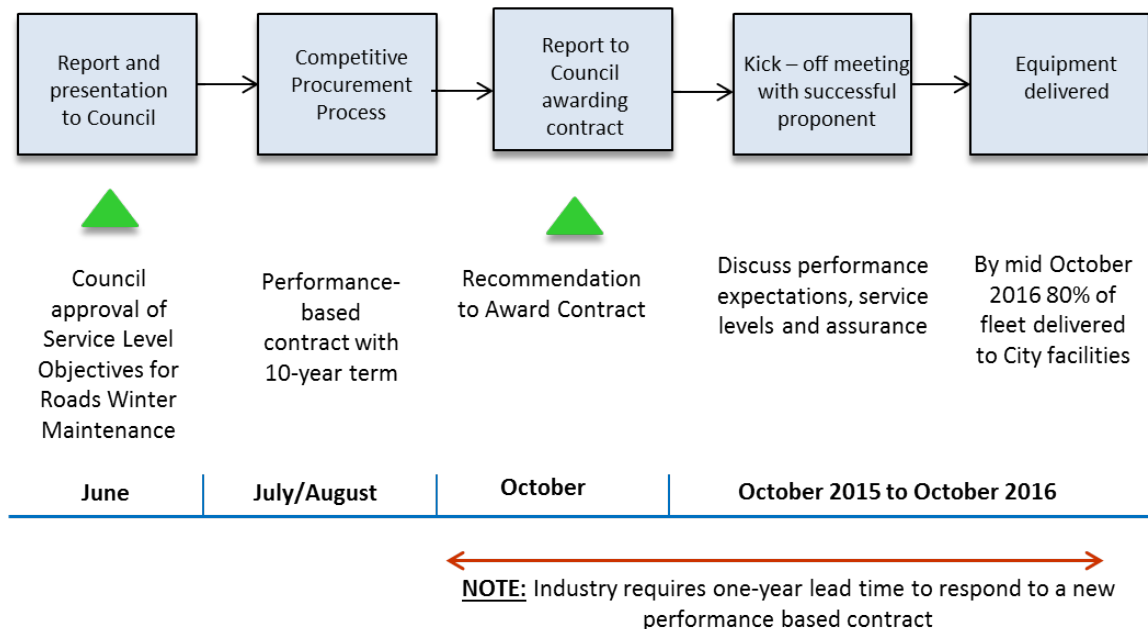 Report and
presentation
to Council
Competitive
Procurement
Process
Report to
Council
awarding
contract
Kick – off meeting
with successful
proponent
Equipment
delivered
Council
approval of
Service Level
Objectives for
Roads Winter
Maintenance
Performance-
based
contract with
10-year term
Recommendation
to Award Contract
Discuss performance
expectations, service
levels and assurance
By mid October
2016 80% of
fleet delivered
to City facilities
June
July/August
October
October 2015 to October 2016
NOTE: Industry requires one-year lead time to respond to a new
performance based contract